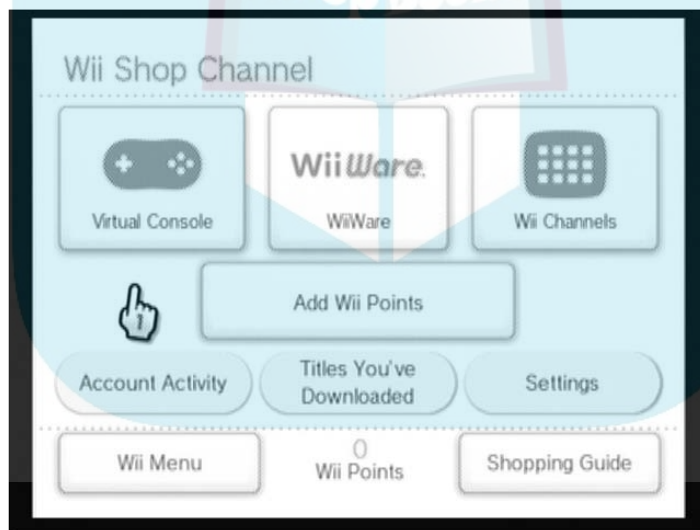 Wii Shop Channel
WiiWare.
Virtual Console
WiiWare
Wii Channels
Add Wii Points
1
Account Activity
Titles You've
Downloaded
Settings
Wii Menu
0
Wii Points
Shopping Guide